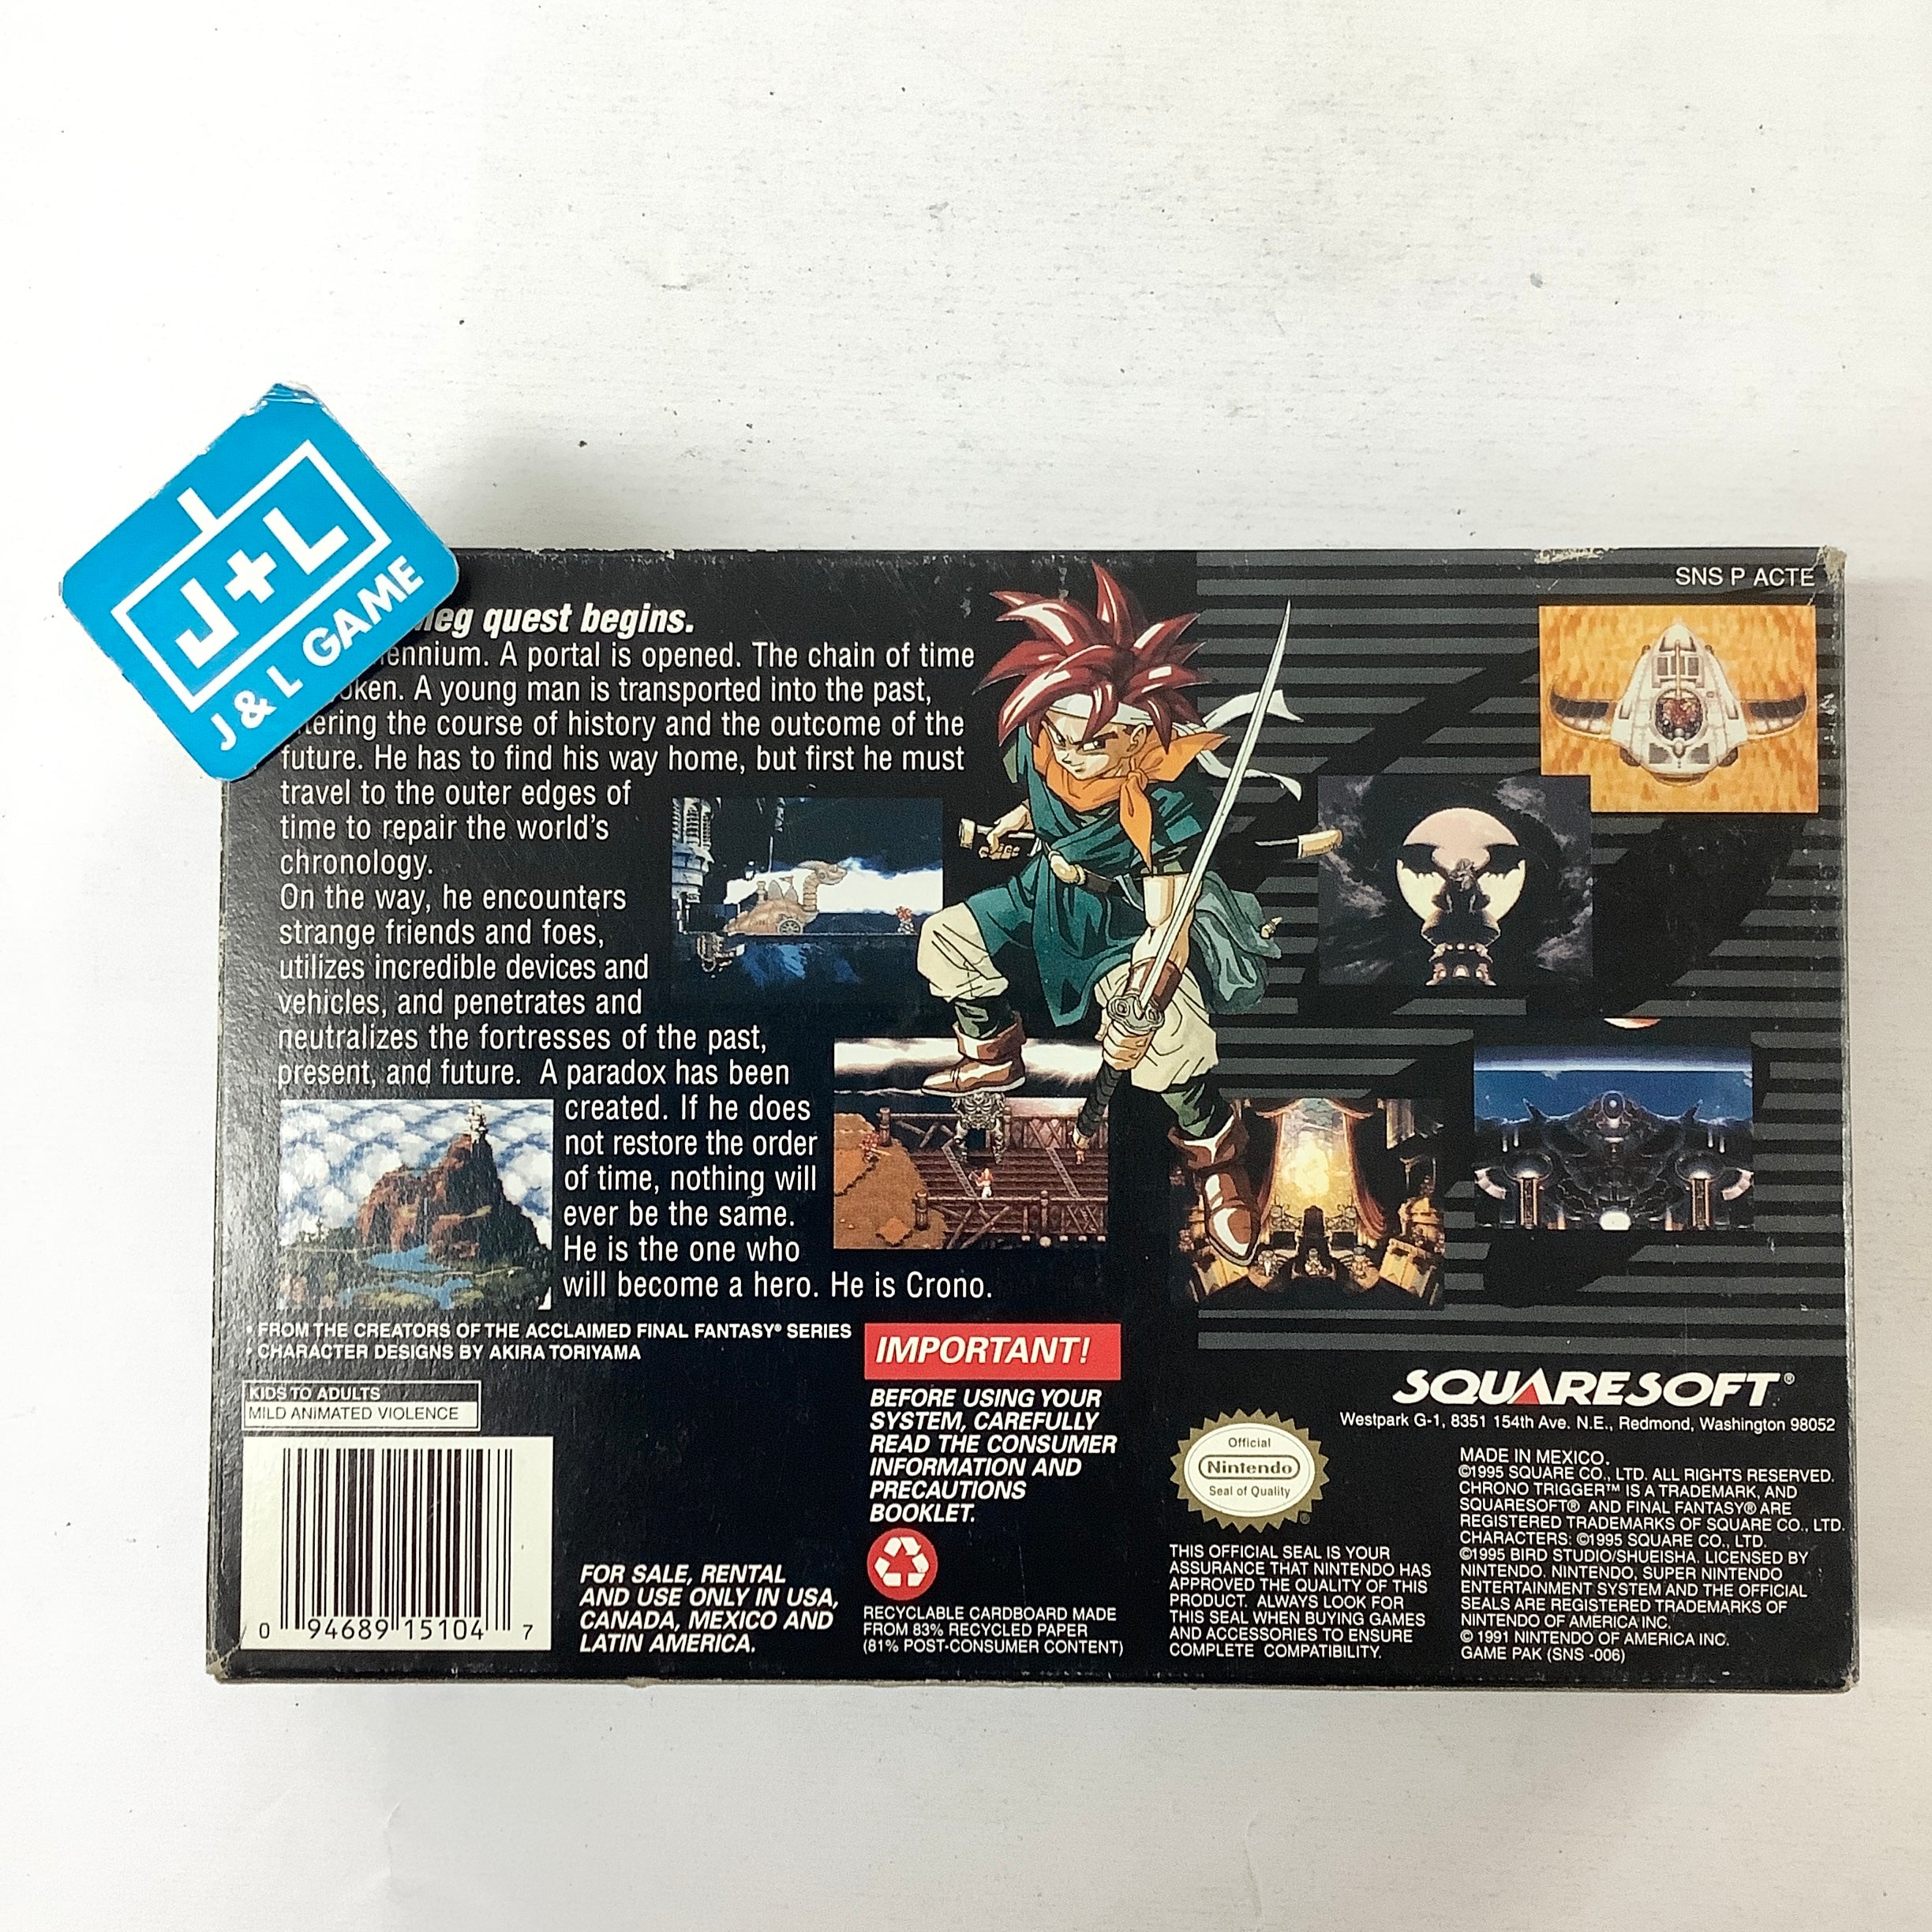 J+L
J & L GAME
SNS P ACTE
quest begins.
A portal is opened. The chain of time
A young man is transported into the past,
the course of history and the outcome of the
future. He has to find his way home, but first he must
travel to the outer edges of
time to repair the world's
chronology.
On the way, he encounters
strange friends and foes,
utilizes incredible devices and
vehicles, and penetrates and
neutralizes the fortresses of the past,
present, and future. A paradox has been
created. If he does
not restore the order
of time, nothing will
ever be the same.
He is the one who
will become a hero. He is Crono.
• FROM THE CREATORS OF THE ACCLAIMED FINAL FANTASY® SERIES
• CHARACTER DESIGNS BY AKIRA TORIYAMA
KIDS TO ADULTS
MILD ANIMATED VIOLENCE
0 94689 15104 7
FOR SALE, RENTAL
AND USE ONLY IN USA,
CANADA, MEXICO AND
LATIN AMERICA.
IMPORTANT!
BEFORE USING YOUR
SYSTEM, CAREFULLY
READ THE CONSUMER
INFORMATION AND
PRECAUTIONS
BOOKLET.
RECYCLABLE CARDBOARD MADE
FROM 83% RECYCLED PAPER
(81% POST-CONSUMER CONTENT)
Official
Nintendo
Seal of Quality
®
THIS OFFICIAL SEAL IS YOUR
ASSURANCE THAT NINTENDO HAS
APPROVED THE QUALITY OF THIS
PRODUCT. ALWAYS LOOK FOR
THIS SEAL WHEN BUYING GAMES
AND ACCESSORIES TO ENSURE
COMPLETE COMPATIBILITY.
SQUARESOFT®
Westpark G-1, 8351 154th Ave. N.E., Redmond, Washington 98052
MADE IN MEXICO.
©1995 SQUARE CO., LTD. ALL RIGHTS RESERVED.
CHRONO TRIGGER™ IS A TRADEMARK, AND
SQUARESOFT® AND FINAL FANTASY® ARE
REGISTERED TRADEMARKS OF SQUARE CO., LTD.
CHARACTERS: ©1995 SQUARE CO., LTD.
©1995 BIRD STUDIO/SHUEISHA. LICENSED BY
NINTENDO. NINTENDO, SUPER NINTENDO
ENTERTAINMENT SYSTEM AND THE OFFICIAL
SEALS ARE REGISTERED TRADEMARKS OF
NINTENDO OF AMERICA INC.
© 1991 NINTENDO OF AMERICA INC.
GAME PAK (SNS -006)